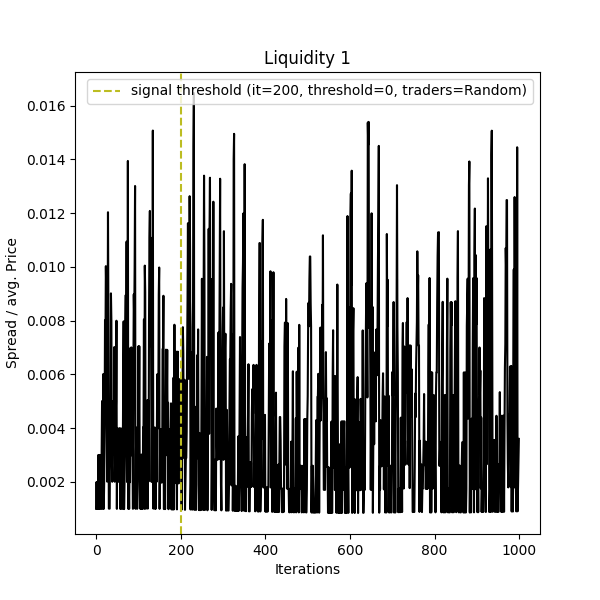 Liquidity 1
signal threshold (it=200, threshold=0, traders=Random)
0.016
0.014
0.012
0.010
0.008
0.006
0.004
0.002
Spread / avg. Price
0 200 400 600 800 1000
Iterations